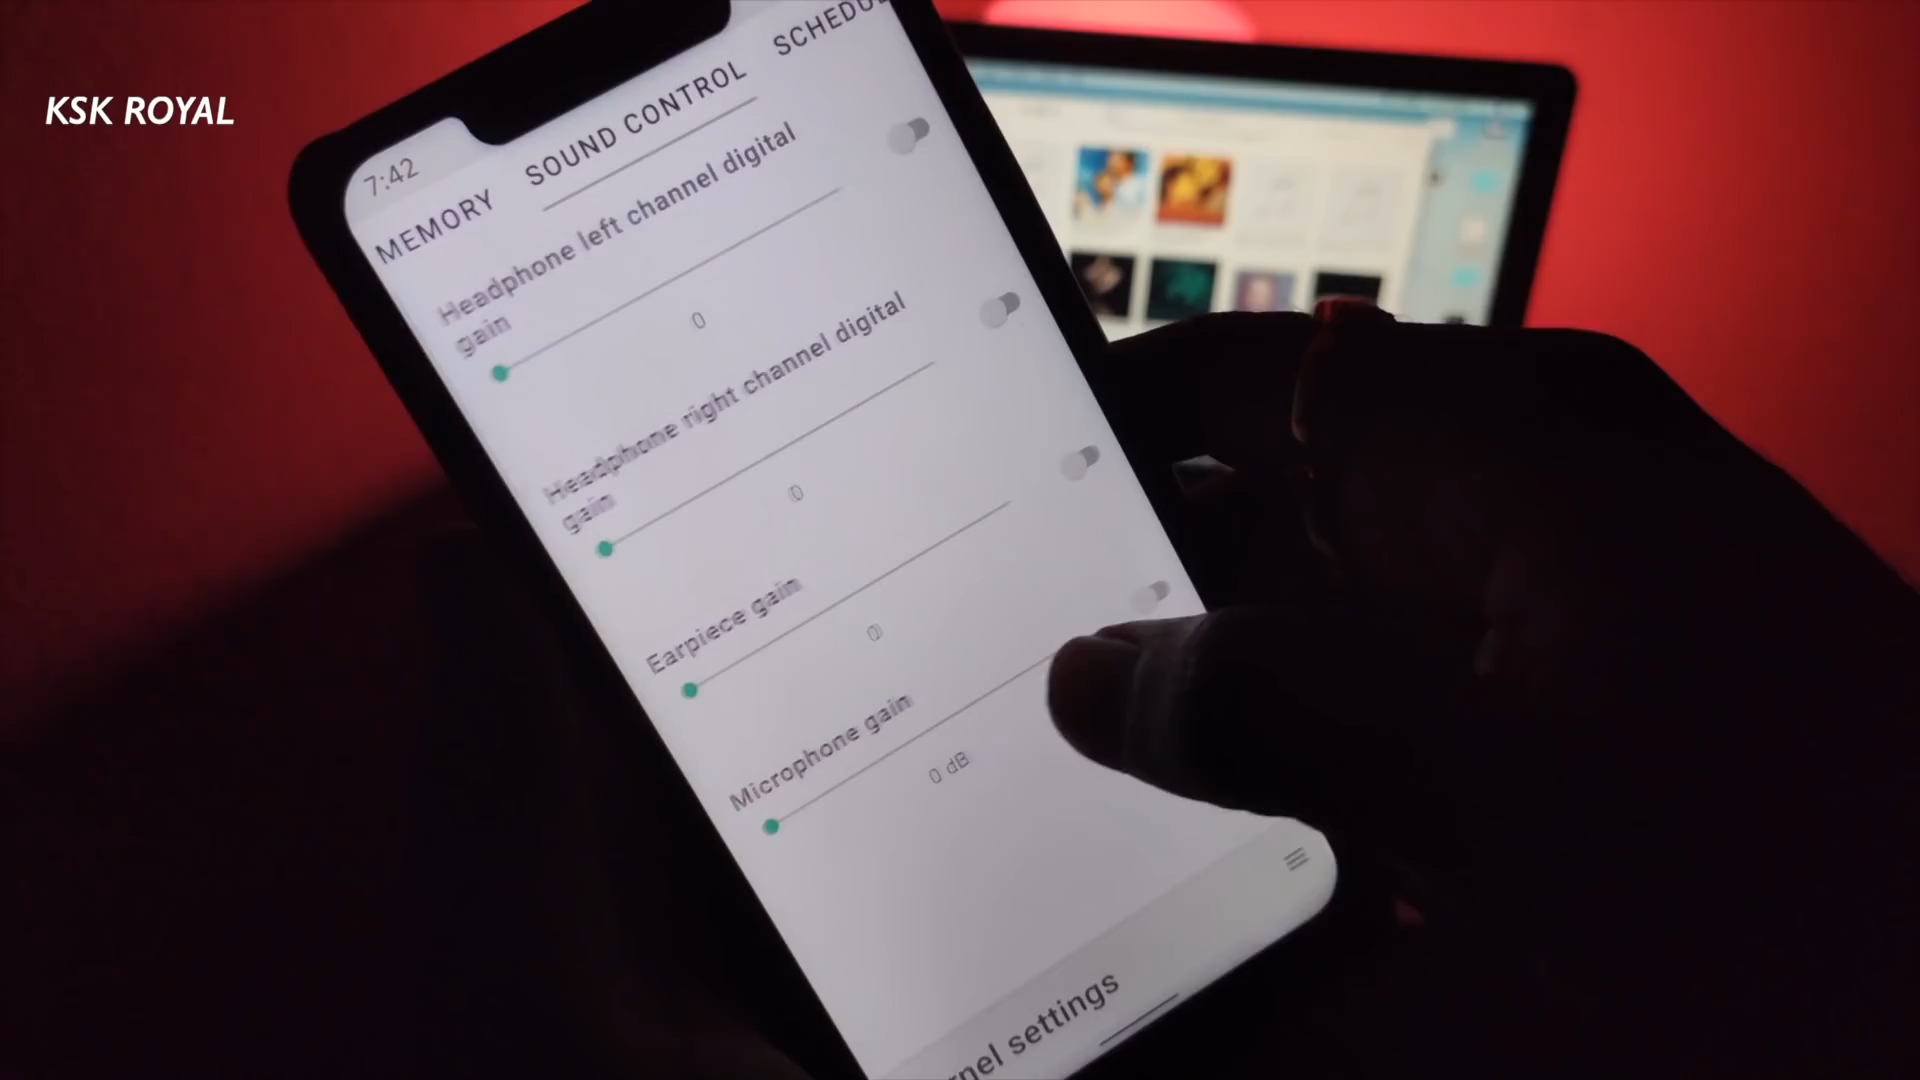 KSK ROYAL
7:42
MEMORY
SOUND CONTROL
Headphone left channel digital
gain
0
Headphone right channel digital
gain
0
Earpiece gain
0
Microphone gain
0 dB
settings